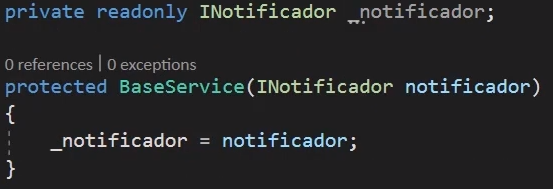 private readonly INotificador _notificador;
0 references | 0 exceptions
protected BaseService(INotificador notificador)
{
_notificador = notificador;
}